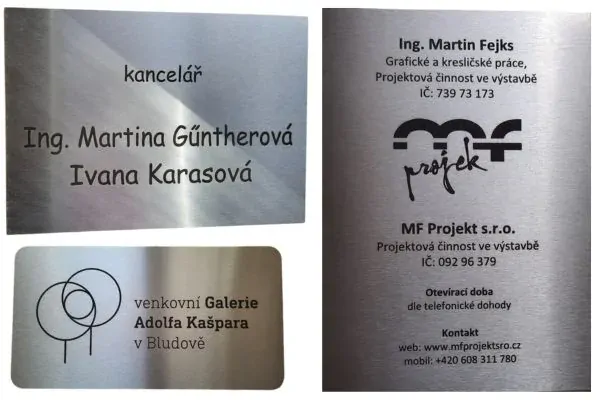 kancelář
Ing. Martina Gűntherová
Ivana Karasová
venkovní Galerie
Adolfa Kašpara
v Bludově
Ing. Martin Fejks
Grafické a kresličské práce,
Projektová činnost ve výstavbě
IČ: 739 73 173
mf
projek
MF Projekt s.r.o.
Projektová činnost ve výstavbě
IČ: 092 96 379
Otevírací doba
dle telefonické dohody
Kontakt
web: www.mfprojektsro.cz
mobil: +420 608 311 780